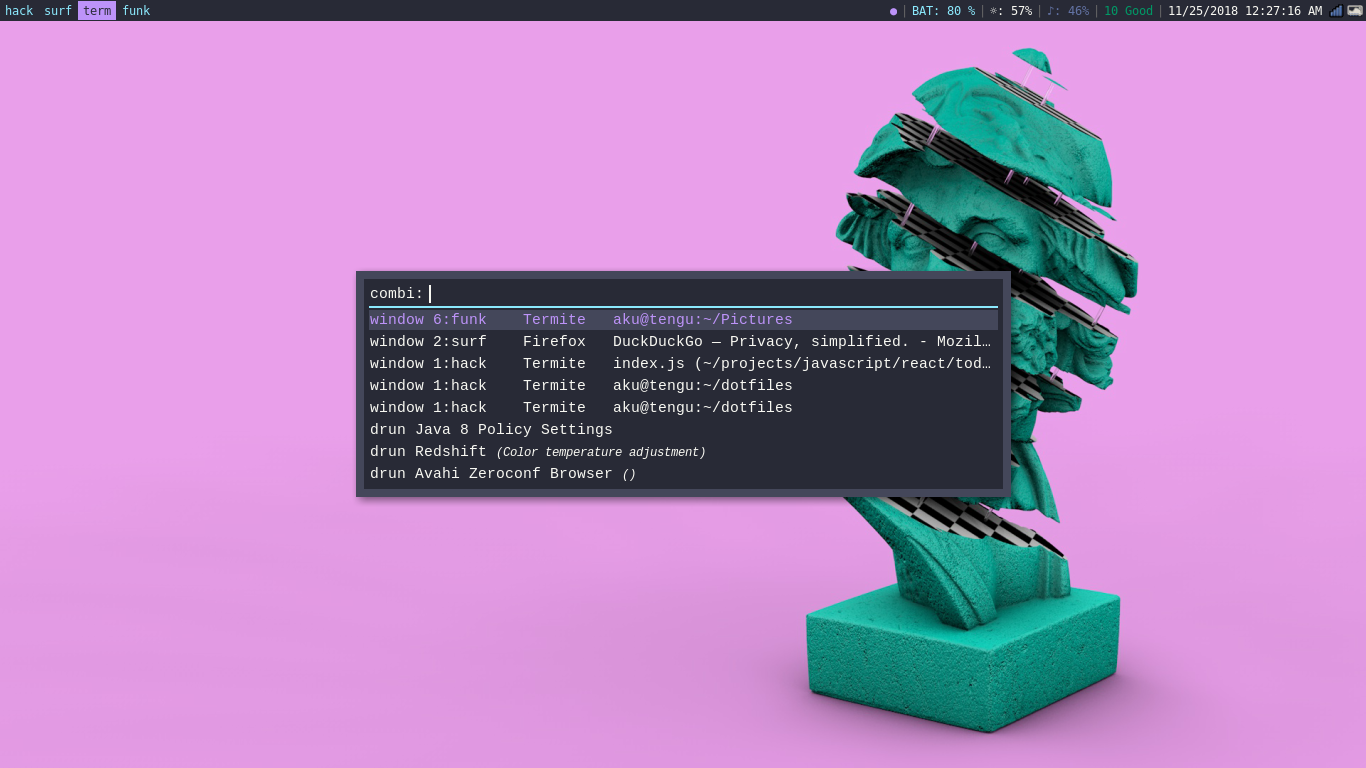 hack surf term funk ● | BAT: 80 % | ☼: 57% | ♪: 46% | 10 Good | 11/25/2018 12:27:16 AM
combi:
window 6:funk Termite aku@tengu:~/Pictures
window 2:surf Firefox DuckDuckGo — Privacy, simplified. - Mozil…
window 1:hack Termite index.js (~/projects/javascript/react/tod…
window 1:hack Termite aku@tengu:~/dotfiles
window 1:hack Termite aku@tengu:~/dotfiles
drun Java 8 Policy Settings
drun Redshift (Color temperature adjustment)
drun Avahi Zeroconf Browser ()